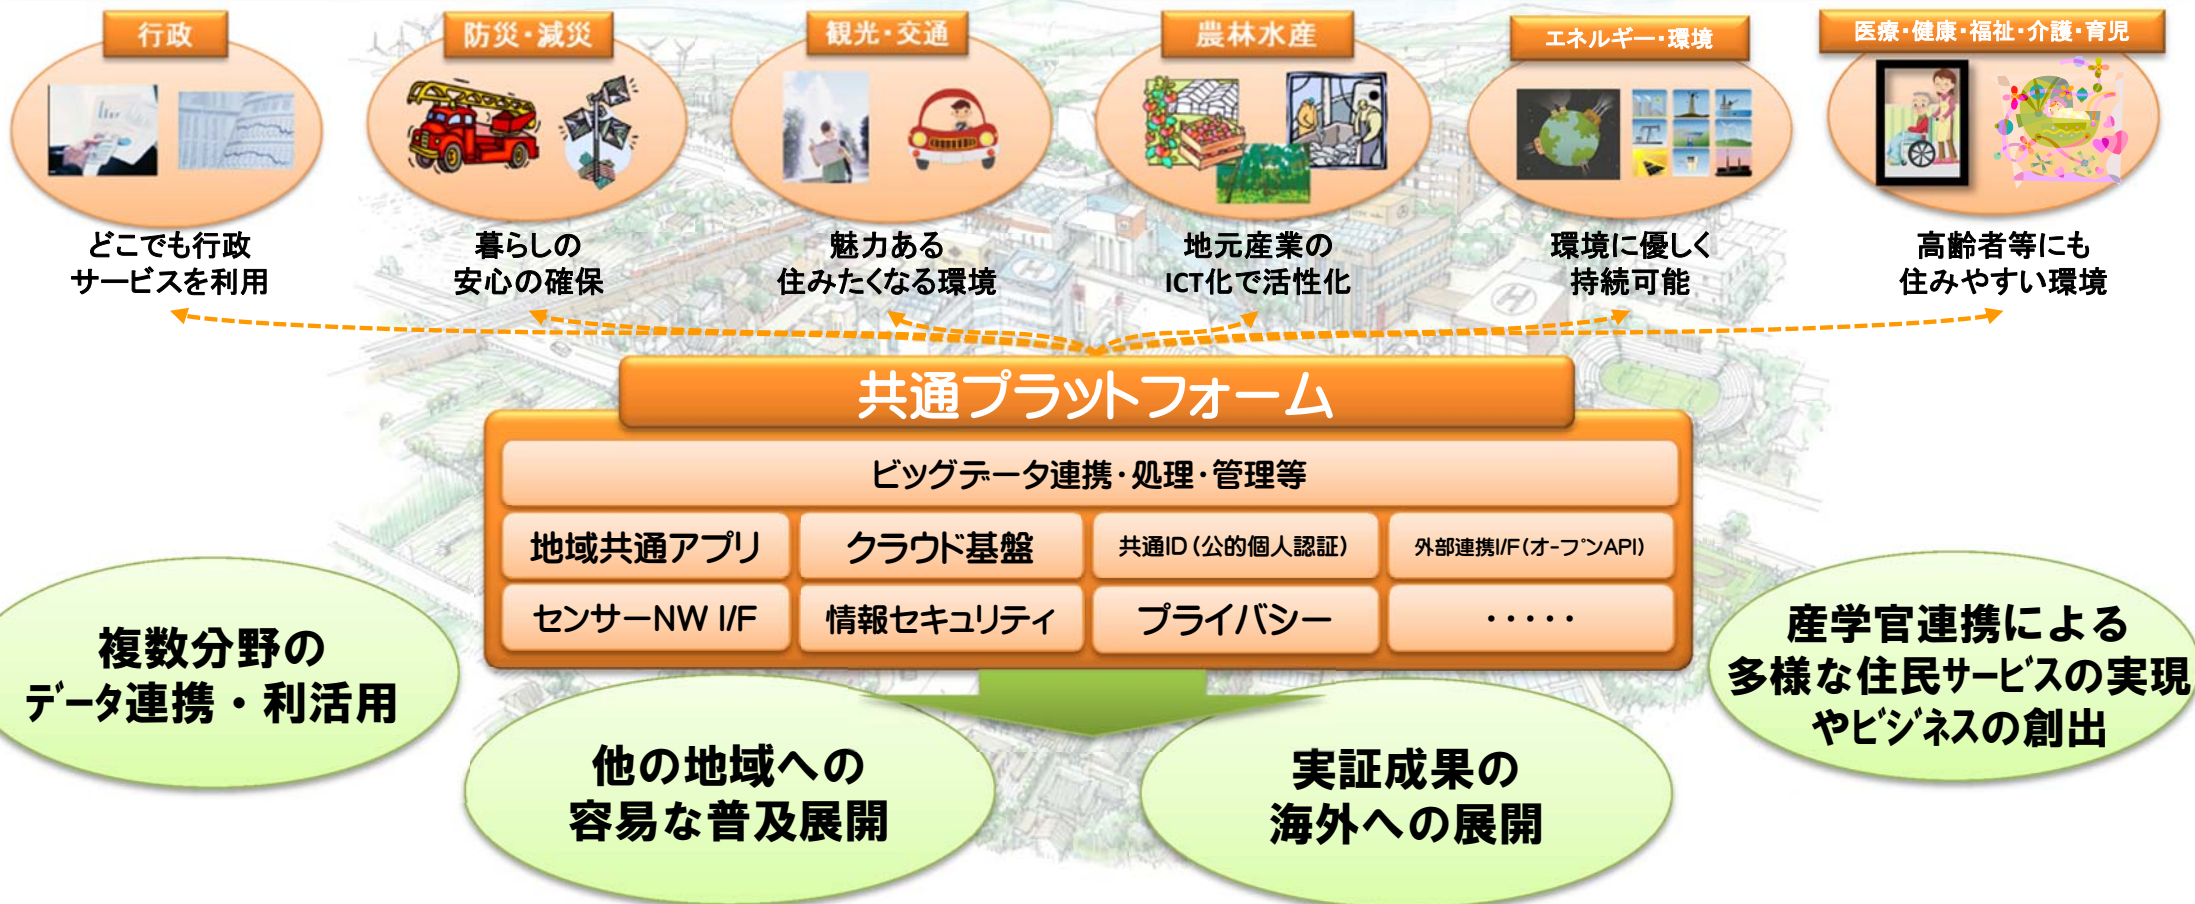 行政
防災・減災
観光・交通
農林水産
エネルギー・環境
医療・健康・福祉・介護・育児
どこでも行政
サービスを利用
暮らしの
安心の確保
魅力ある
住みたくなる環境
地元産業の
ICT化で活性化
環境に優しく
持続可能
高齢者等にも
住みやすい環境
共通プラットフォーム
ビッグデータ連携・処理・管理等
地域共通アプリ
クラウド基盤
共通ID(公的個人認証)
外部連携I/F(オープンAPI)
センサーNW I/F
情報セキュリティ
プライバシー
・・・・・
複数分野の
データ連携・利活用
他の地域への
容易な普及展開
実証成果の
海外への展開
産学官連携による
多様な住民サービスの実現
やビジネスの創出